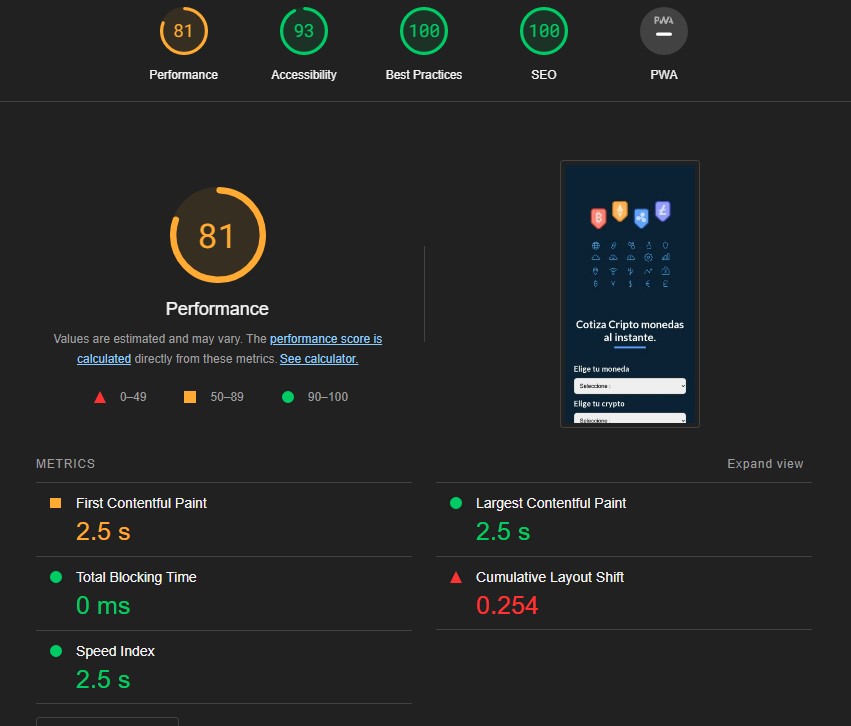 81
93
100
100
PWA
Performance
Accessibility
Best Practices
SEO
PWA
81
Performance
Values are estimated and may vary. The performance score is
calculated directly from these metrics. See calculator.
0–49
50–89
90–100
Cotiza Cripto monedas
al instante.
Elige tu moneda
Seleccione :
Elige tu crypto
Seleccione :
METRICS
Expand view
First Contentful Paint
2.5 s
Largest Contentful Paint
2.5 s
Total Blocking Time
0 ms
Cumulative Layout Shift
0.254
Speed Index
2.5 s